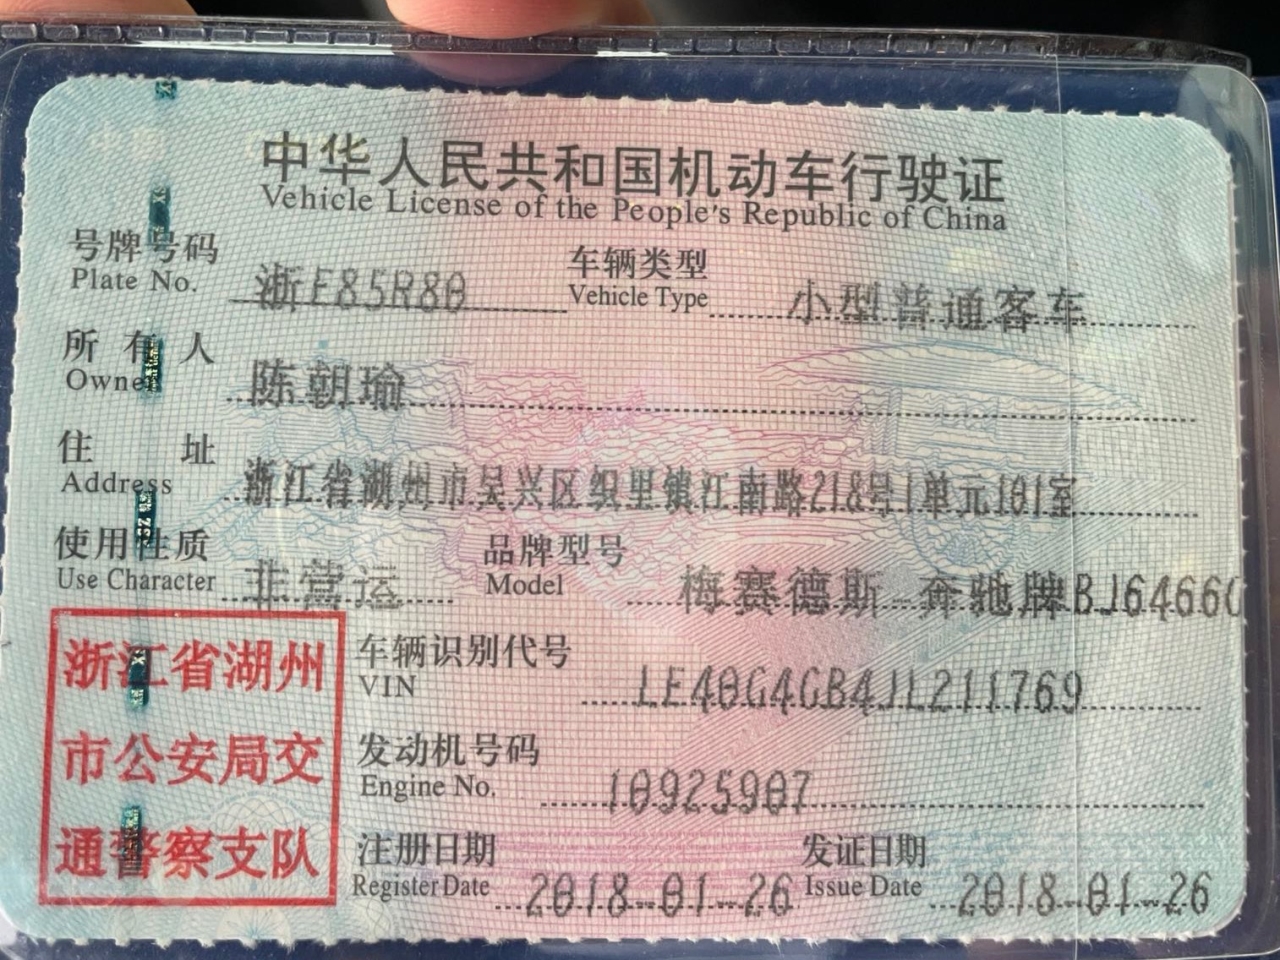 中华人民共和国机动车行驶证
Vehicle License of the People's Republic of China
号牌号码 浙E85R80 车辆类型 小型普通客车
Plate No. Vehicle Type
所有人 陈朝瑜
Owner
住址 浙江省湖州市吴兴区织里镇江南路218号1单元101室
Address
使用性质 非营运 品牌型号 梅赛德斯-奔驰牌BJ6466G
Use Character Model
浙江省湖州
市公安局交
通警察支队
车辆识别代号 LE40G4GB4JL211769
VIN
发动机号码 10925907
Engine No.
注册日期 2018-01-26 发证日期 2018-01-26
Register Date Issue Date